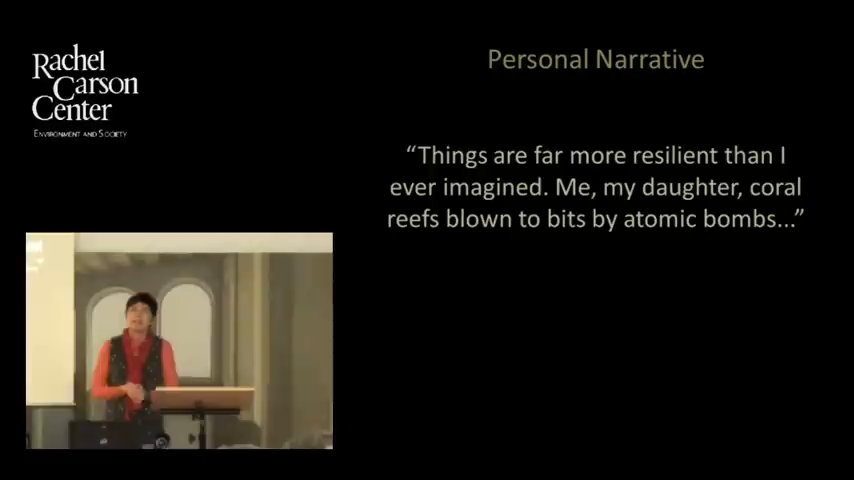 Rachel
Carson
Center
ENVIRONMENT AND SOCIETY
Personal Narrative
“Things are far more resilient than I
ever imagined. Me, my daughter, coral
reefs blown to bits by atomic bombs...”